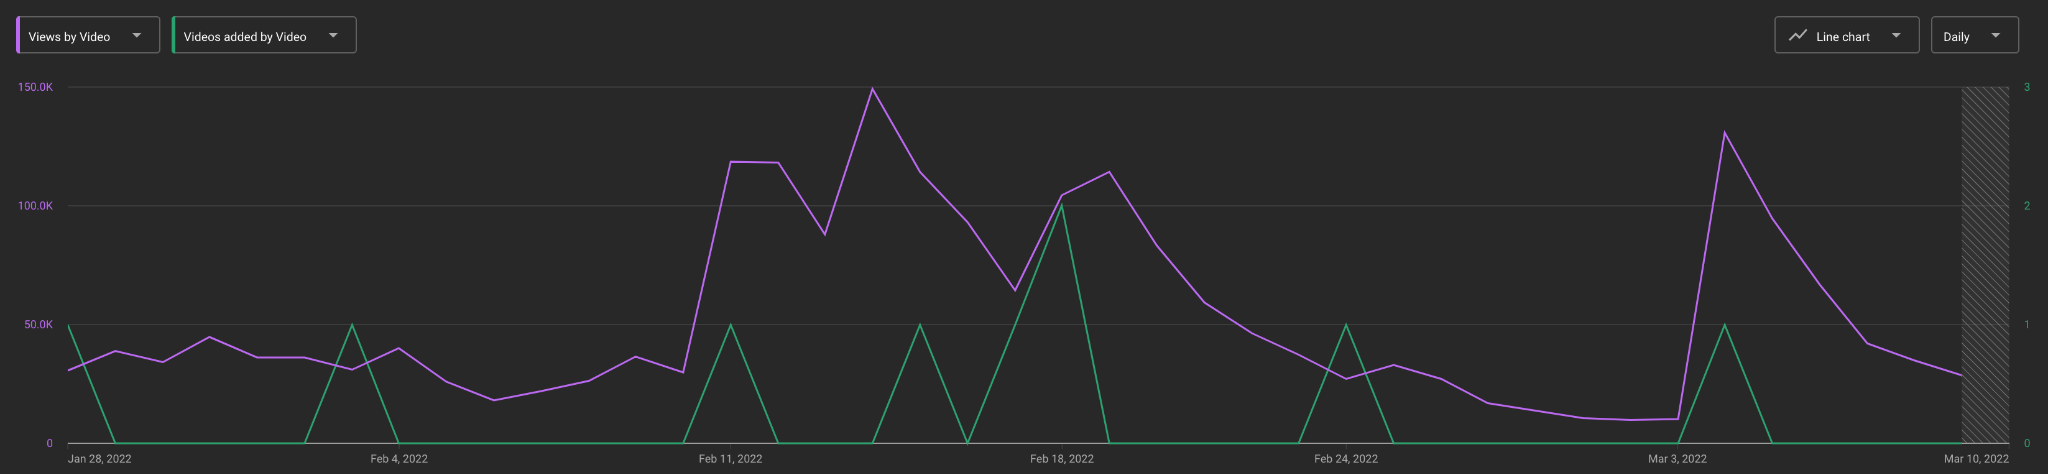 Views by Video
Videos added by Video
Line chart
Daily
150.0K
3
100.0K
2
50.0K
1
0
0
Jan 28, 2022
Feb 4, 2022
Feb 11, 2022
Feb 18, 2022
Feb 24, 2022
Mar 3, 2022
Mar 10, 2022